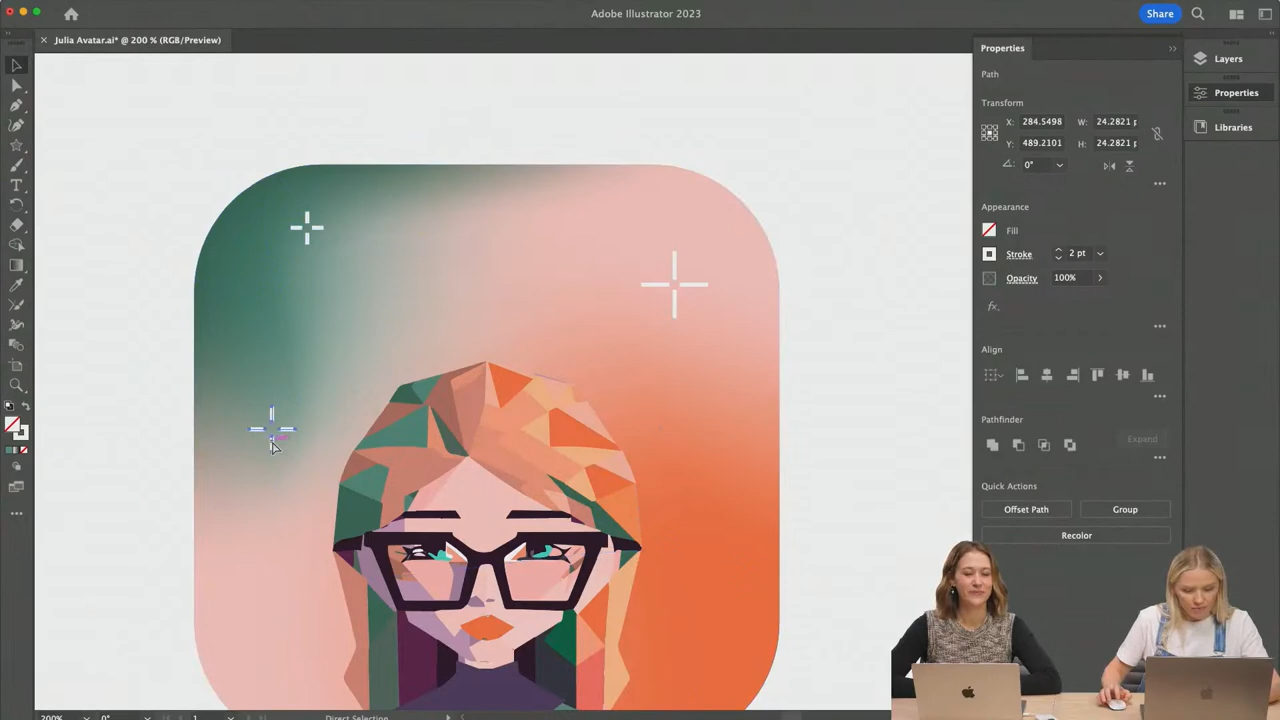 Adobe Illustrator 2023
Share
× Julia Avatar.ai* @ 200 % (RGB/Preview)
Properties
Layers
Properties
Libraries
Path
Transform
X: 284.5498 W: 24.2821 p
Y: 489.2101 H: 24.2821 p
0°
Appearance
Fill
Stroke 2 pt
Opacity 100%
fx.
Align
Pathfinder
Expand
Quick Actions
Offset Path Group
Recolor
200% 0° 1 Direct Selection